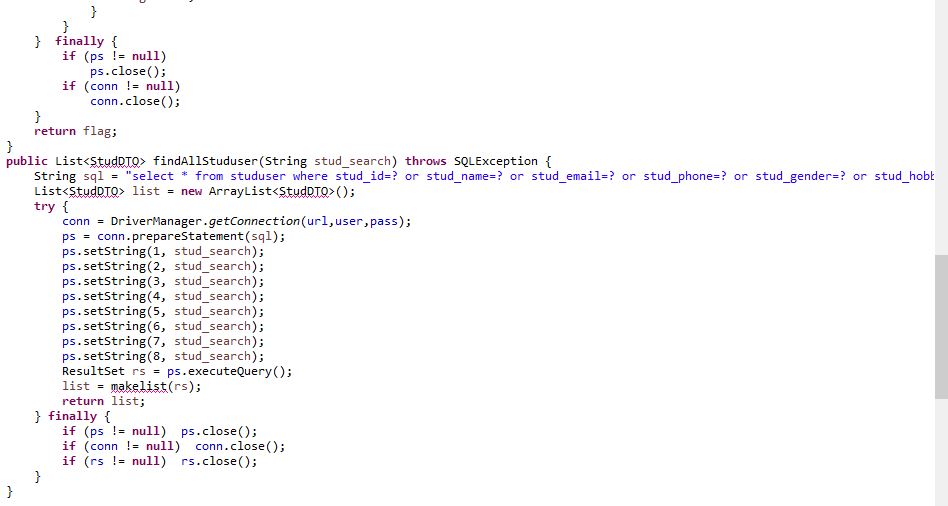 }
}
} finally {
if (ps != null)
ps.close();
if (conn != null)
conn.close();
}
return flag;
}
public List<StudDTO> findAllStuduser(String stud_search) throws SQLException {
String sql = "select * from studuser where stud_id=? or stud_name=? or stud_email=? or stud_phone=? or stud_gender=? or stud_hobb
List<StudDTO> list = new ArrayList<StudDTO>();
try {
conn = DriverManager.getConnection(url,user,pass);
ps = conn.prepareStatement(sql);
ps.setString(1, stud_search);
ps.setString(2, stud_search);
ps.setString(3, stud_search);
ps.setString(4, stud_search);
ps.setString(5, stud_search);
ps.setString(6, stud_search);
ps.setString(7, stud_search);
ps.setString(8, stud_search);
ResultSet rs = ps.executeQuery();
list = makelist(rs);
return list;
} finally {
if (ps != null) ps.close();
if (conn != null) conn.close();
if (rs != null) rs.close();
}
}